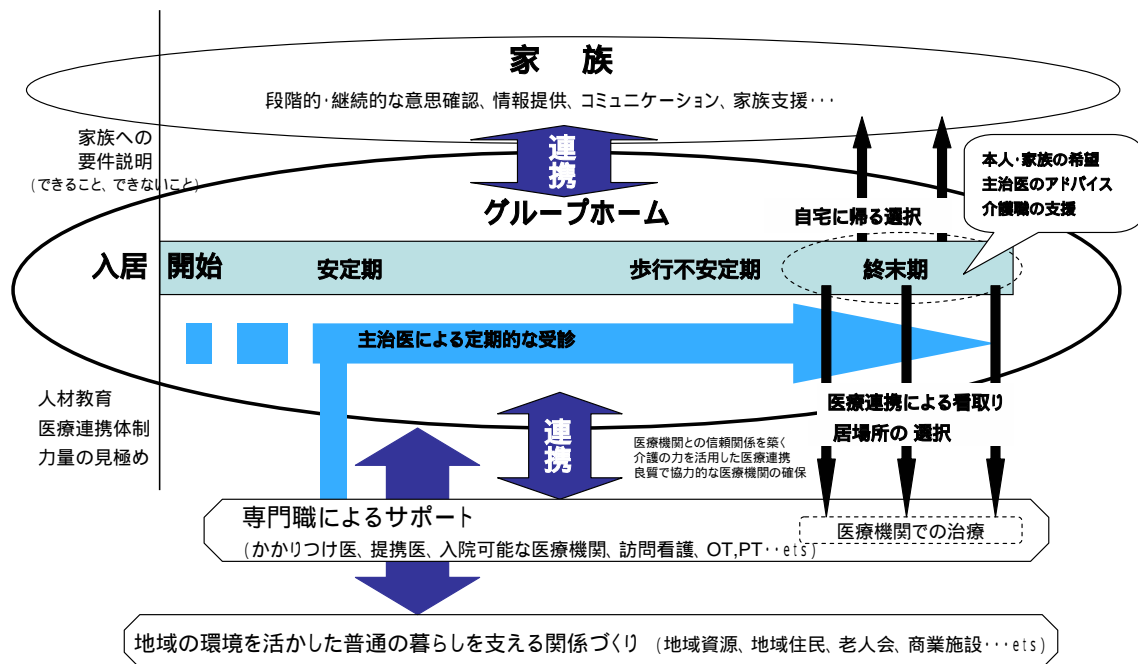 家 族
段階的・継続的な意思確認、情報提供、コミュニケーション、家族支援・・・
家族への
要件説明
(できること、できないこと)
連携
グループホーム
本人・家族の希望
主治医のアドバイス
介護職の支援
自宅に帰る選択
入居 開始
安定期
歩行不安定期
終末期
主治医による定期的な受診
人材教育
医療連携体制
力量の見極め
連携
医療機関との信頼関係を築く
介護の力を活用した医療連携
良質で協力的な医療機関の確保
医療連携による看取り
居場所の 選択
専門職によるサポート
(かかりつけ医、提携医、入院可能な医療機関、訪問看護、OT,PT・・ets)
医療機関での治療
地域の環境を活かした普通の暮らしを支える関係づくり (地域資源、地域住民、老人会、商業施設・・・ets)